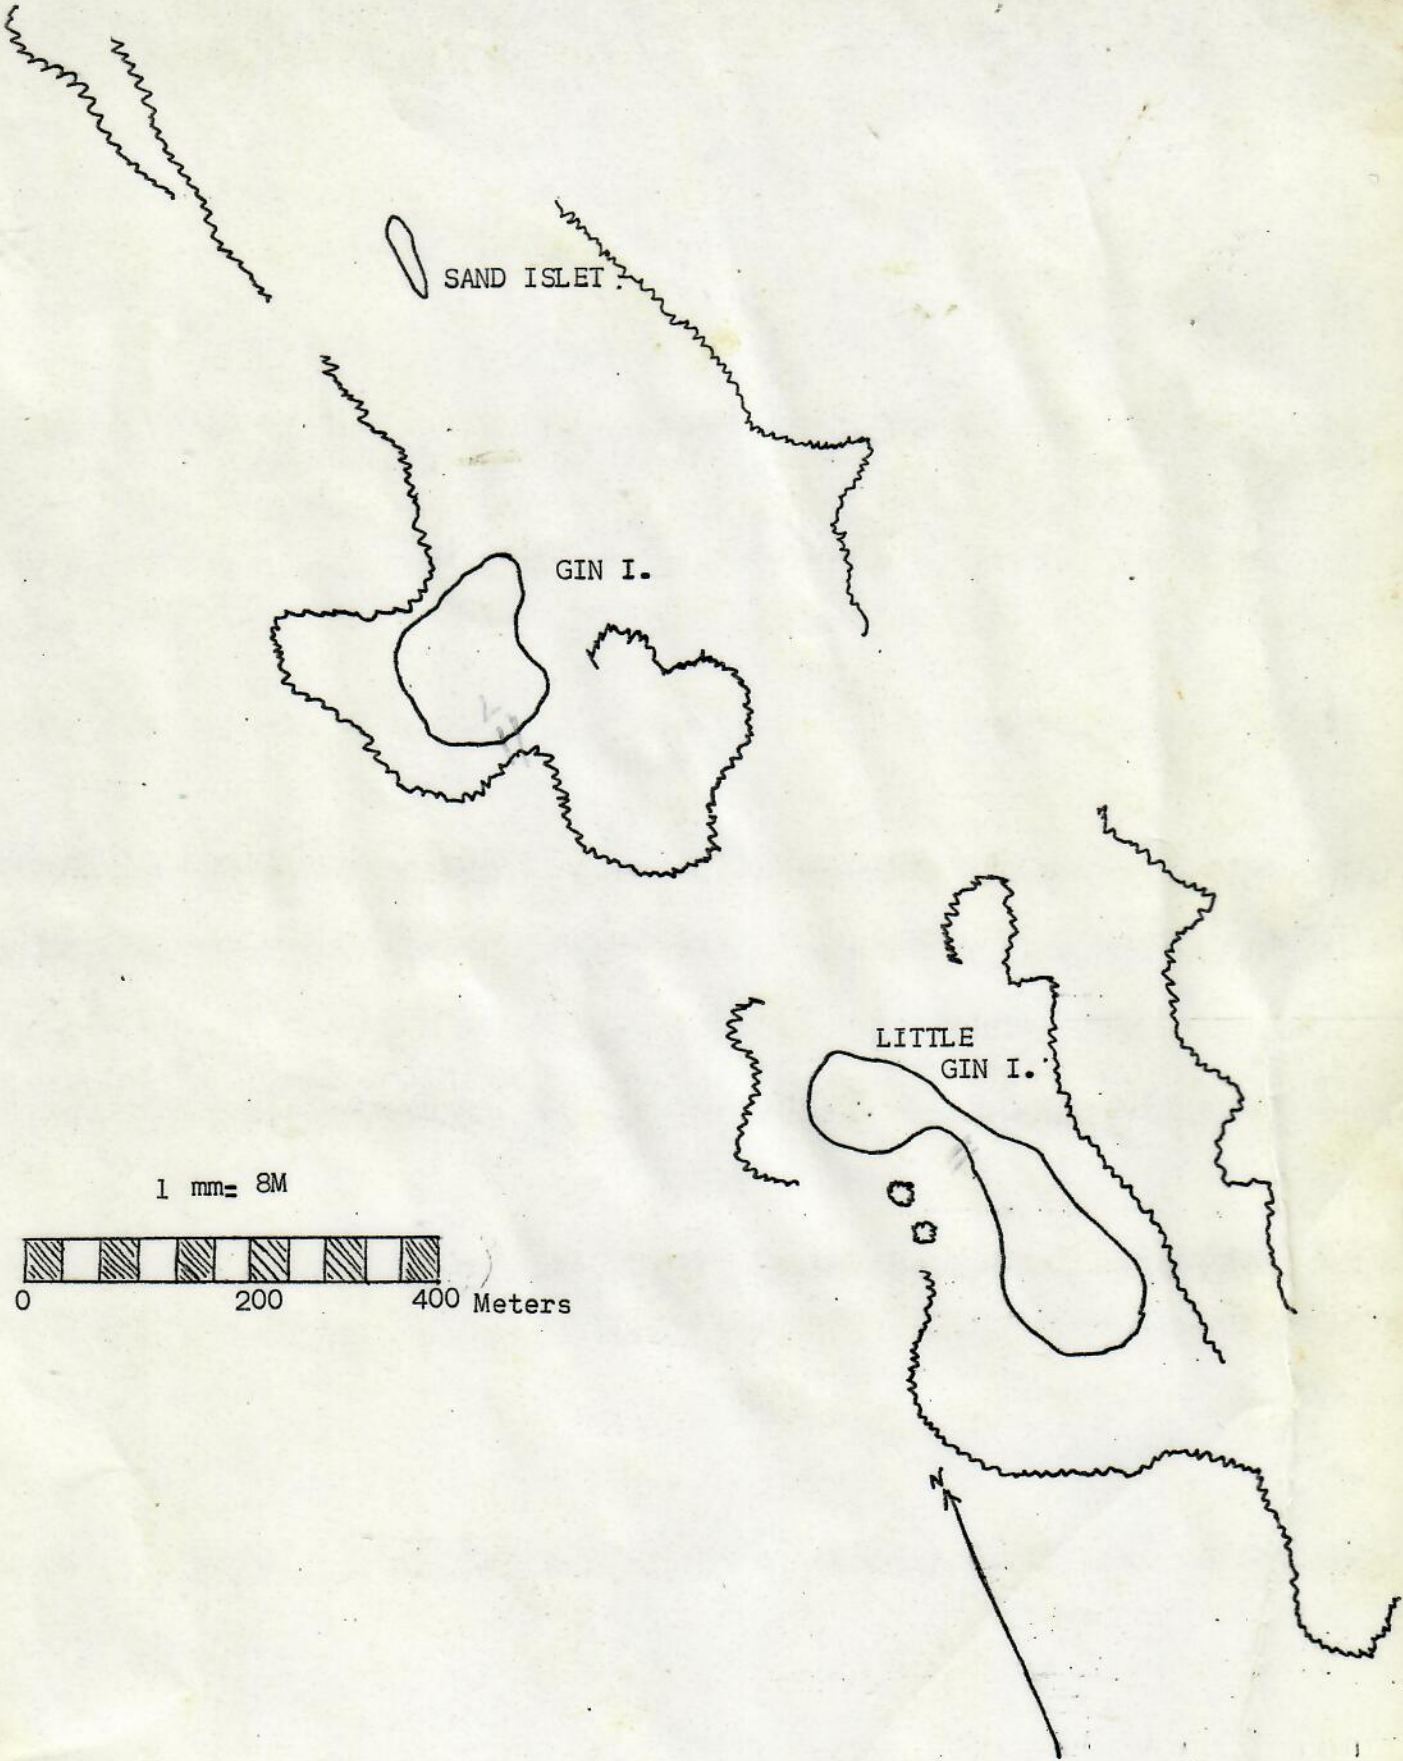 SAND ISLET.
GIN I.
LITTLE
GIN I.
1 mm= 8M
0 200 400 Meters
N